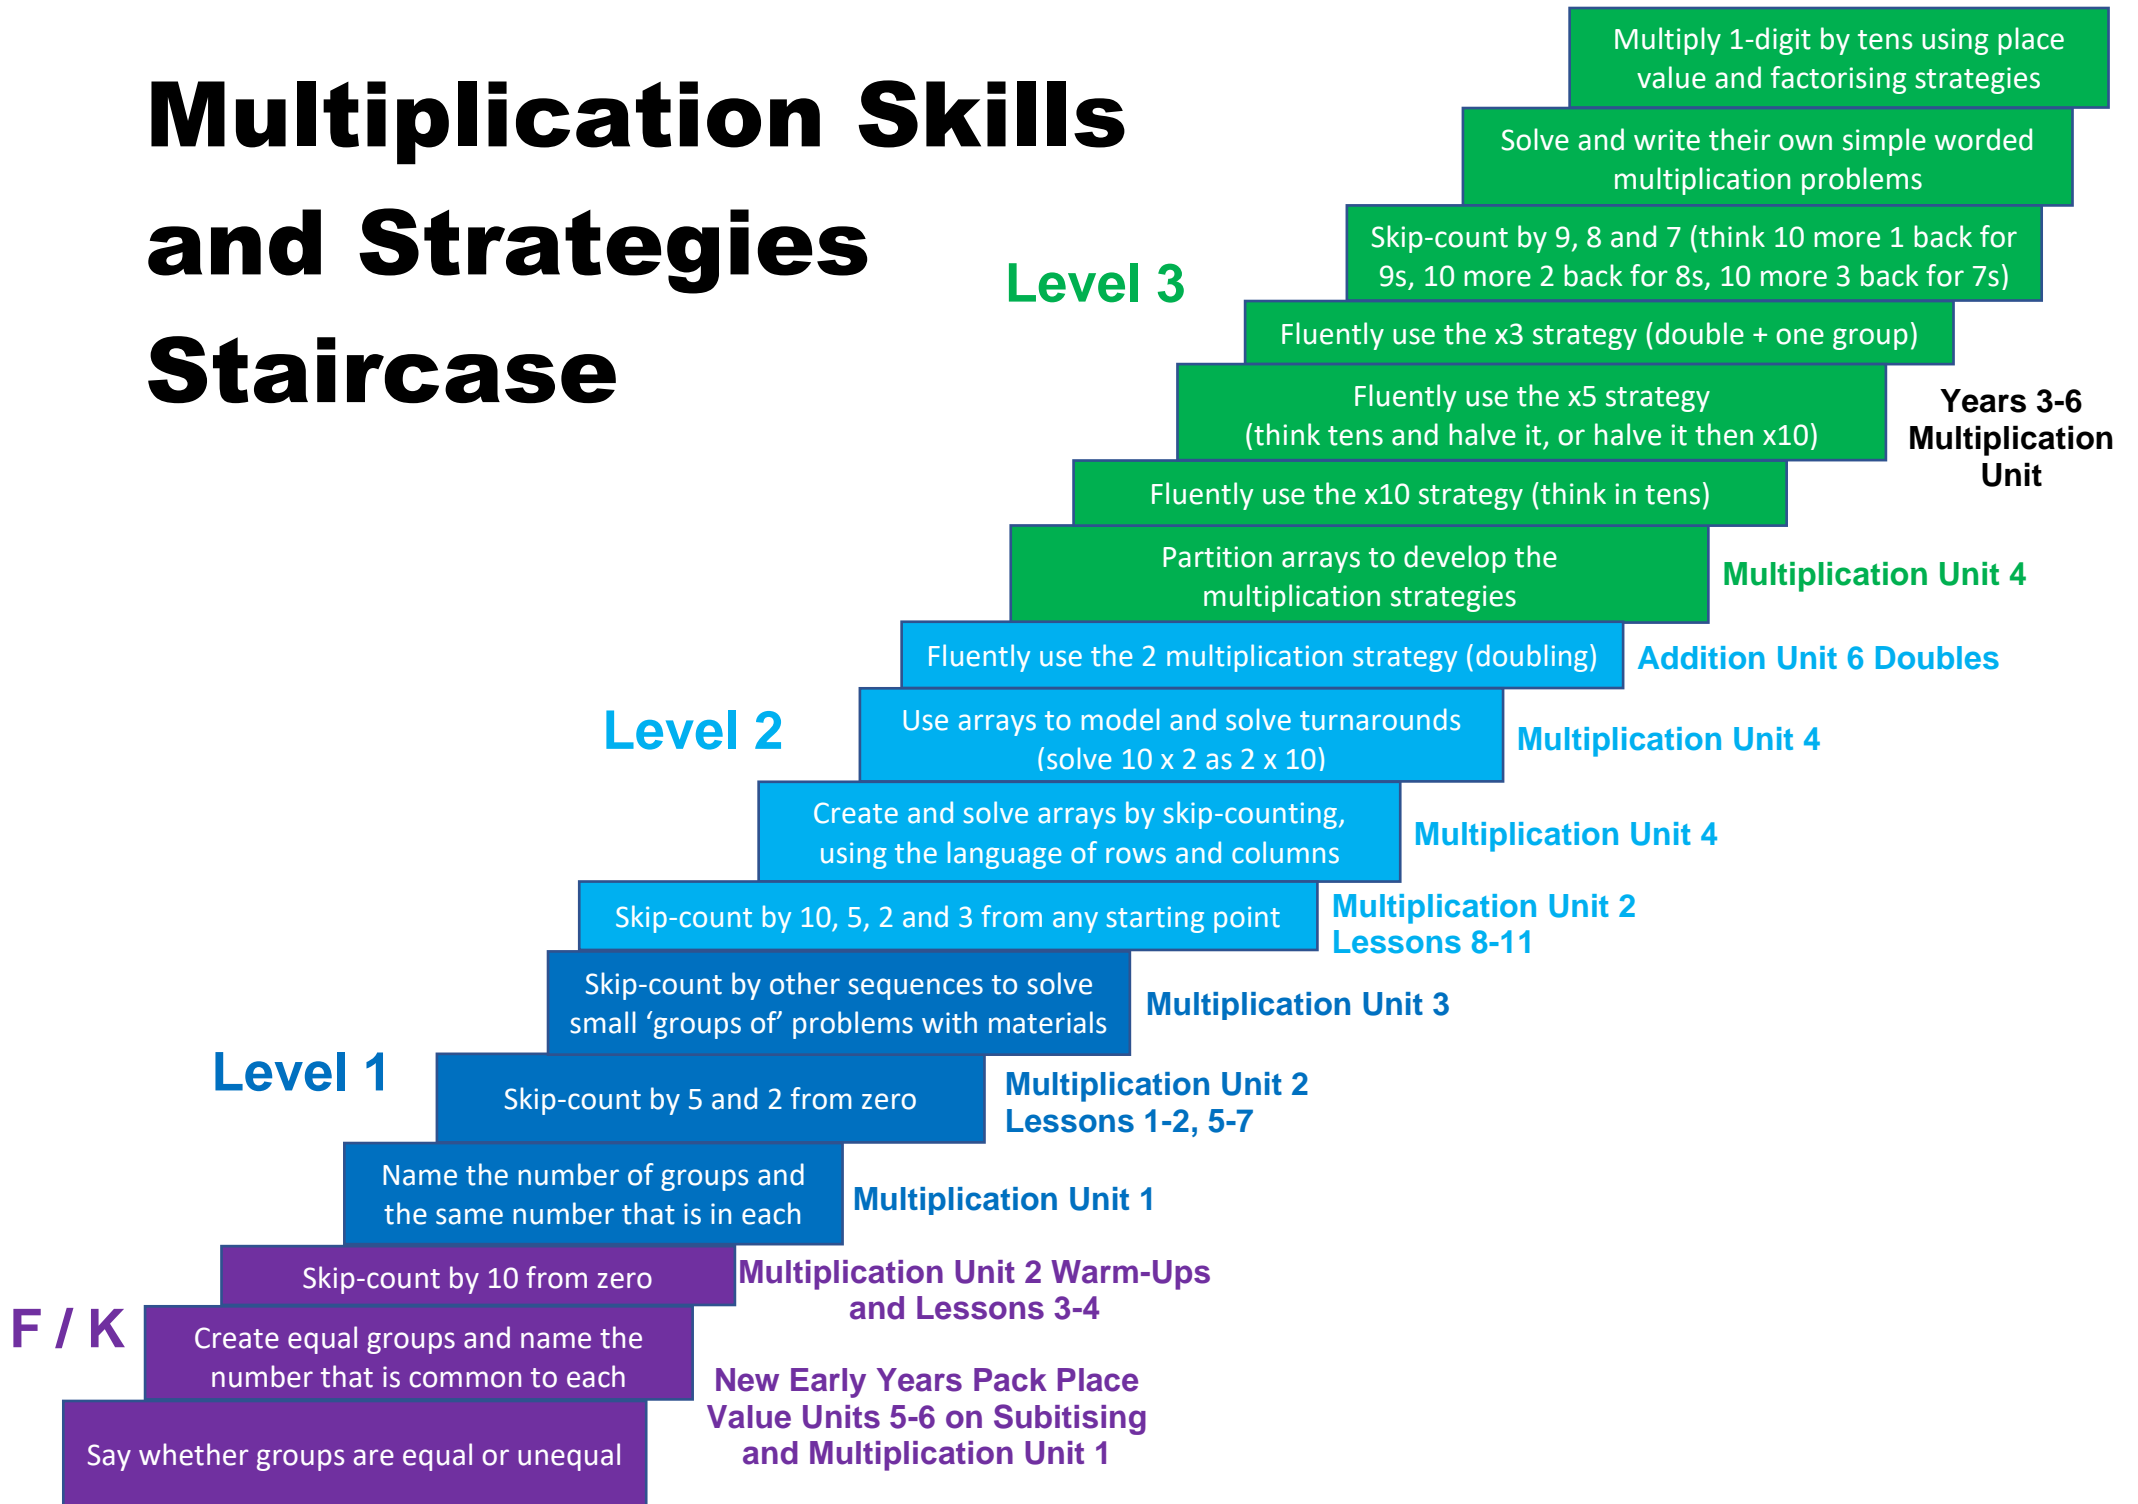 Multiplication Skills
and Strategies
Staircase
Multiply 1-digit by tens using place
value and factorising strategies
Solve and write their own simple worded
multiplication problems
Skip-count by 9, 8 and 7 (think 10 more 1 back for
9s, 10 more 2 back for 8s, 10 more 3 back for 7s)
Level 3
Fluently use the x3 strategy (double + one group)
Fluently use the x5 strategy
(think tens and halve it, or halve it then x10)
Years 3-6
Multiplication
Unit
Fluently use the x10 strategy (think in tens)
Partition arrays to develop the
multiplication strategies
Multiplication Unit 4
Fluently use the 2 multiplication strategy (doubling)
Addition Unit 6 Doubles
Level 2
Use arrays to model and solve turnarounds
(solve 10 x 2 as 2 x 10)
Multiplication Unit 4
Create and solve arrays by skip-counting,
using the language of rows and columns
Multiplication Unit 4
Skip-count by 10, 5, 2 and 3 from any starting point
Multiplication Unit 2
Lessons 8-11
Skip-count by other sequences to solve
small ‘groups of’ problems with materials
Multiplication Unit 3
Level 1
Skip-count by 5 and 2 from zero
Multiplication Unit 2
Lessons 1-2, 5-7
Name the number of groups and
the same number that is in each
Multiplication Unit 1
Skip-count by 10 from zero
Multiplication Unit 2 Warm-Ups
and Lessons 3-4
F / K
Create equal groups and name the
number that is common to each
New Early Years Pack Place
Value Units 5-6 on Subitising
and Multiplication Unit 1
Say whether groups are equal or unequal